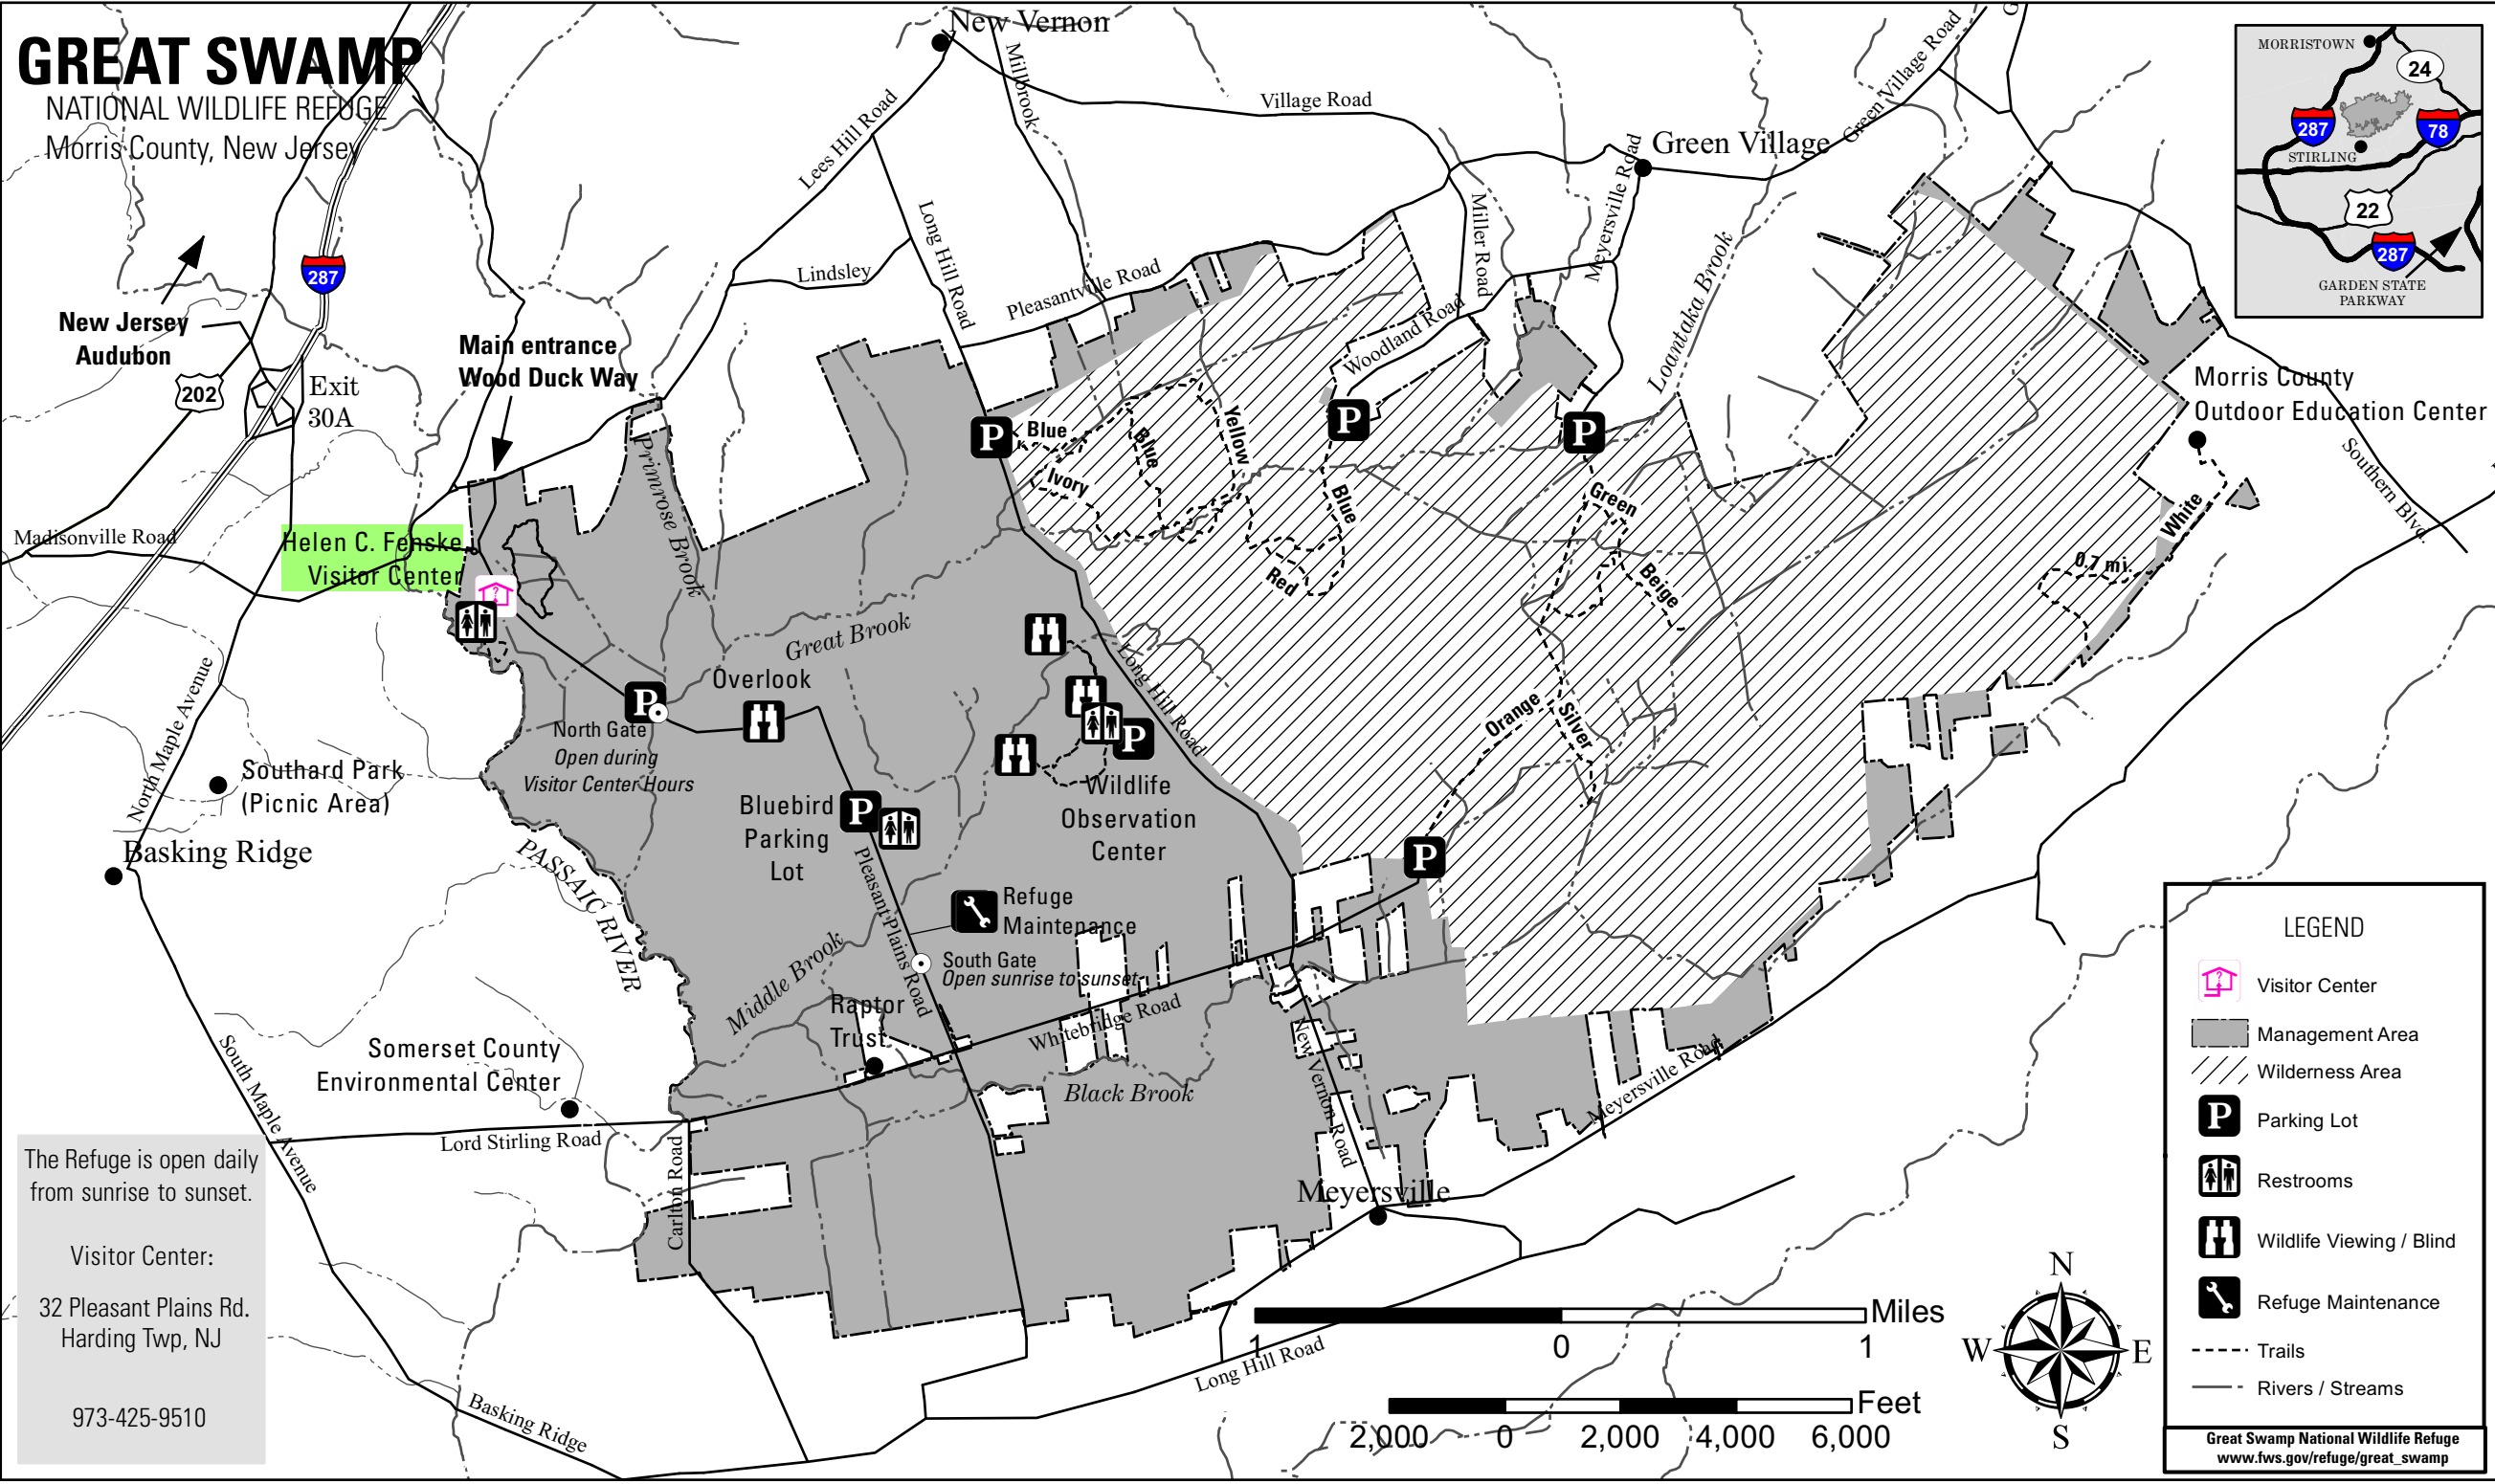 GREAT SWAMP
NATIONAL WILDLIFE REFUGE
Morris County, New Jersey
New Vernon
Millbrook
Village Road
Lees Hill Road
Green Village
Green Village Road
G
MORRISTOWN
24
287
78
STIRLING
22
287
GARDEN STATE
PARKWAY
Meyersville Road
Miller Road
Long Hill Road
Lindsley
Pleasantville Road
Woodland Road
Loantaka Brook
287
New Jersey
Audubon
202
Exit
30A
Main entrance
Wood Duck Way
Morris County
Outdoor Education Center
Southern Blvd.
P
Blue
Blue
Yellow
Ivory
P
Blue
Red
P
Green
Beige
White
0.7 mi.
Primrose Brook
Madisonville Road
Helen C. Fenske
Visitor Center
?
Great Brook
Long Hill Road
North Maple Avenue
P
Overlook
North Gate
Open during
Visitor Center Hours
P
Wildlife
Observation
Center
Orange
Silver
Southard Park
(Picnic Area)
Basking Ridge
Bluebird
Parking
Lot
P
PASSAIC RIVER
Pleasant Plains Road
P
Refuge
Maintenance
South Gate
Open sunrise to sunset
Middle Brook
Raptor
Trust
Whitebridge Road
Black Brook
New Vernon Road
Meyersville Road
Somerset County
Environmental Center
South Maple Avenue
Lord Stirling Road
Carlton Road
Meyersville
The Refuge is open daily
from sunrise to sunset.
Visitor Center:
32 Pleasant Plains Rd.
Harding Twp, NJ
973-425-9510
Basking Ridge
Long Hill Road
Miles
1 0 1
Feet
2,000 0 2,000 4,000 6,000
N
W E
S
LEGEND
? Visitor Center
Management Area
Wilderness Area
P Parking Lot
Restrooms
Wildlife Viewing / Blind
Refuge Maintenance
Trails
Rivers / Streams
Great Swamp National Wildlife Refuge
www.fws.gov/refuge/great_swamp